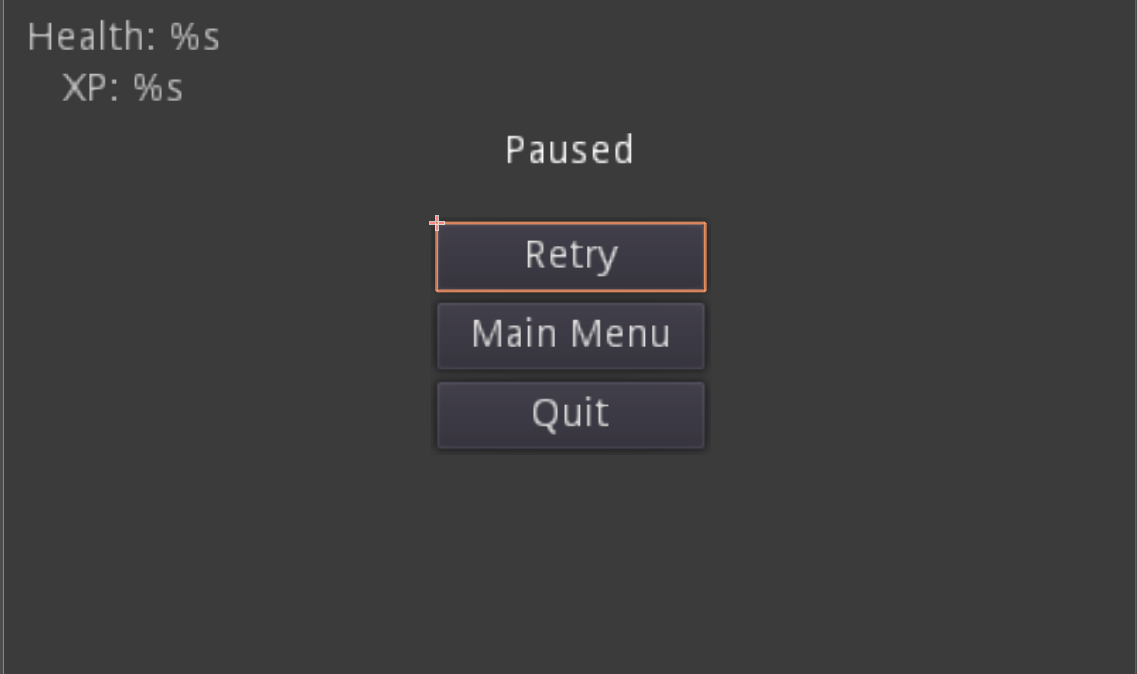 Health: %s
XP: %s
Paused
Retry
Main Menu
Quit